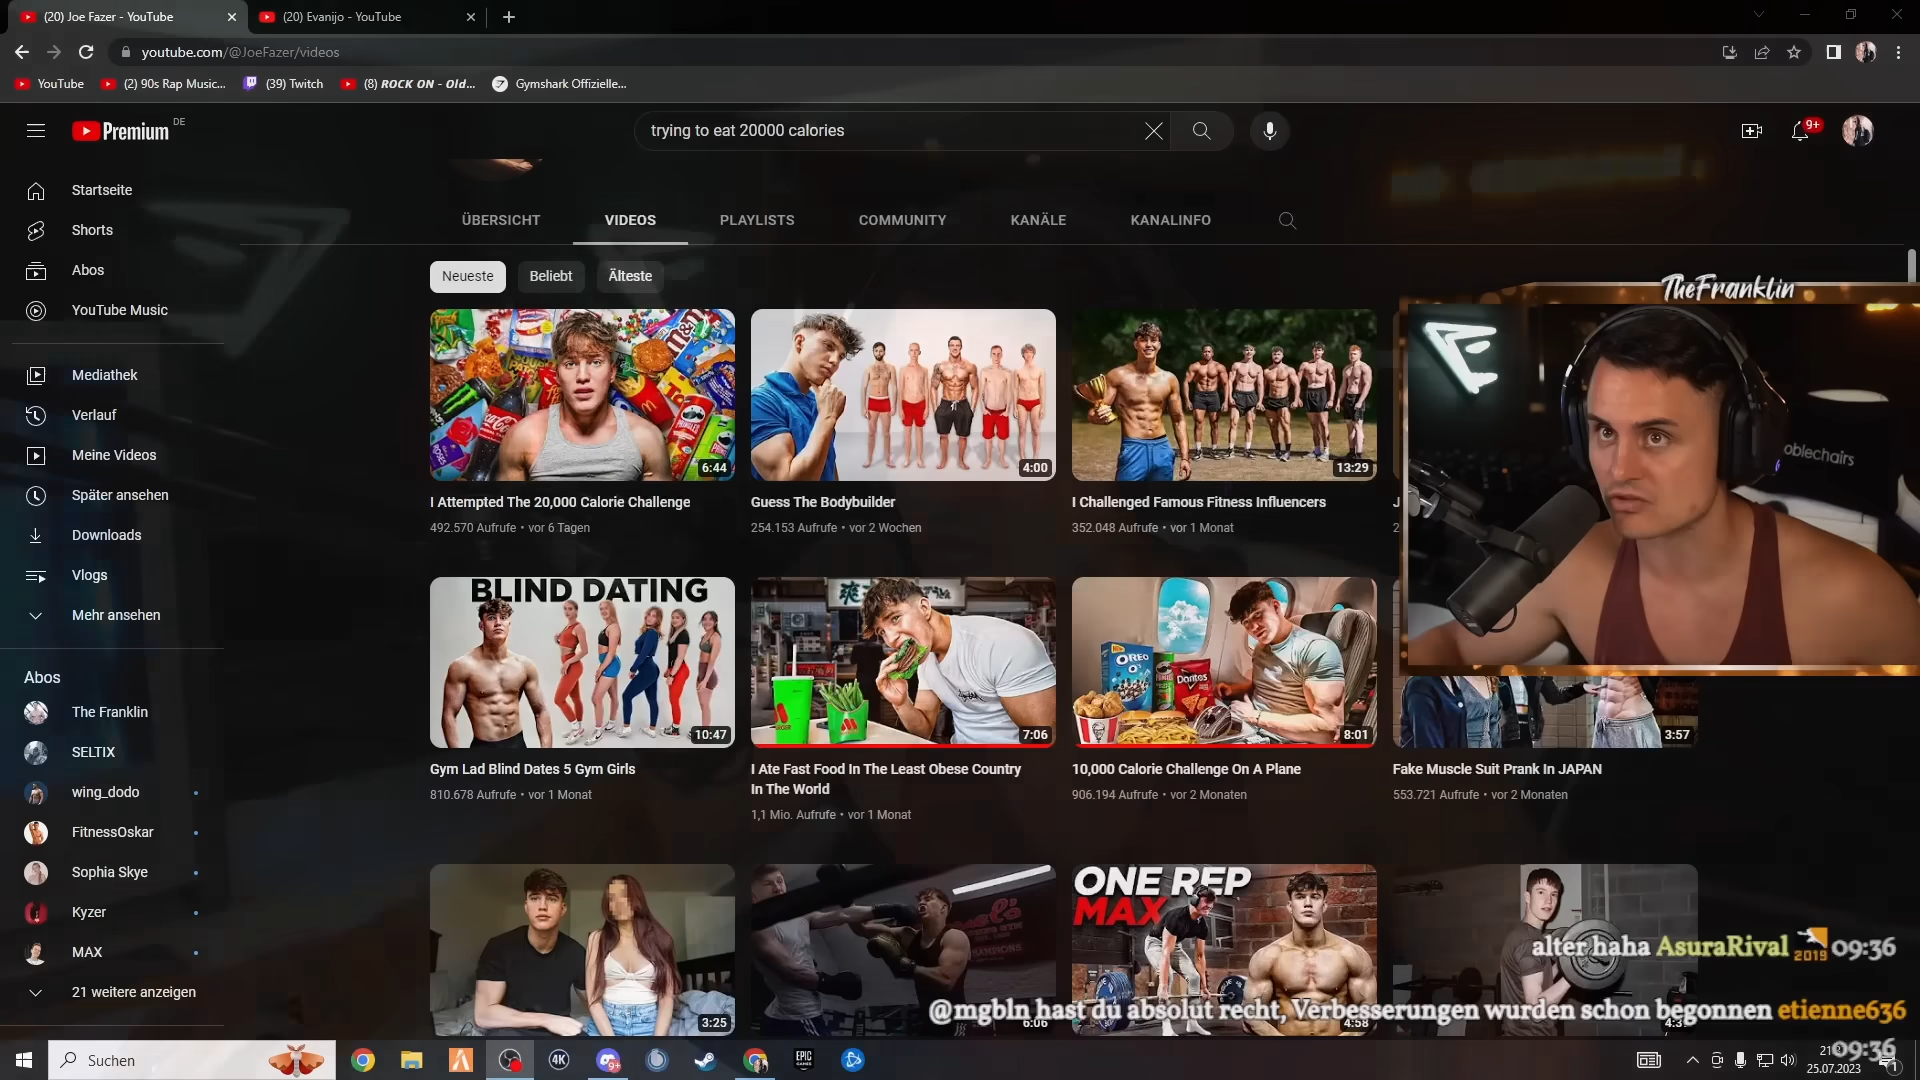 (20) Joe Fazer - YouTube
(20) Evanijo - YouTube
youtube.com/@JoeFazer/videos
YouTube
(2) 90s Rap Music...
(39) Twitch
(8) ROCK ON - Old...
Gymshark Offizielle...
Premium DE
trying to eat 20000 calories
9+
Startseite
Shorts
Abos
YouTube Music
Mediathek
Verlauf
Meine Videos
Später ansehen
Downloads
Vlogs
Mehr ansehen
Abos
The Franklin
SELTIX
wing_dodo
FitnessOskar
Sophia Skye
Kyzer
MAX
21 weitere anzeigen
ÜBERSICHT
VIDEOS
PLAYLISTS
COMMUNITY
KANÄLE
KANALINFO
Neueste
Beliebt
Älteste
6:44
4:00
13:29
I Attempted The 20,000 Calorie Challenge
492.570 Aufrufe • vor 6 Tagen
Guess The Bodybuilder
254.153 Aufrufe • vor 2 Wochen
I Challenged Famous Fitness Influencers
352.048 Aufrufe • vor 1 Monat
TheFranklin
oblechairs
BLIND DATING
10:47
7:06
OREO
Doritos
KFC
8:01
3:57
Gym Lad Blind Dates 5 Gym Girls
810.678 Aufrufe • vor 1 Monat
I Ate Fast Food In The Least Obese Country
In The World
1,1 Mio. Aufrufe • vor 1 Monat
10,000 Calorie Challenge On A Plane
906.194 Aufrufe • vor 2 Monaten
Fake Muscle Suit Prank In JAPAN
553.721 Aufrufe • vor 2 Monaten
3:25
6:06
ONE REP
MAX
4:58
alter haha AsuraRival 2019 09:36
@mgbln hast du absolut recht, Verbesserungen wurden schon begonnen etienne636
09:36
Suchen
4K
9+
EPIC
GAMES
25.07.2023
1